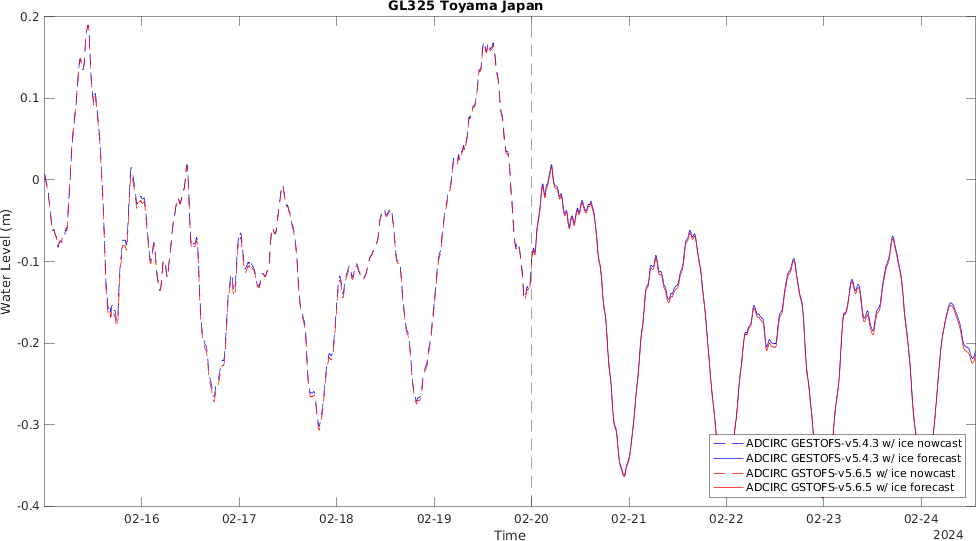 GL325 Toyama Japan
0.2
0.1
0
-0.1
-0.2
-0.3
-0.4
Water Level (m)
ADCIRC GESTOFS-v5.4.3 w/ ice nowcast
ADCIRC GESTOFS-v5.4.3 w/ ice forecast
ADCIRC GSTOFS-v5.6.5 w/ ice nowcast
ADCIRC GSTOFS-v5.6.5 w/ ice forecast
02-16 02-17 02-18 02-19 02-20 02-21 02-22 02-23 02-24
Time
2024